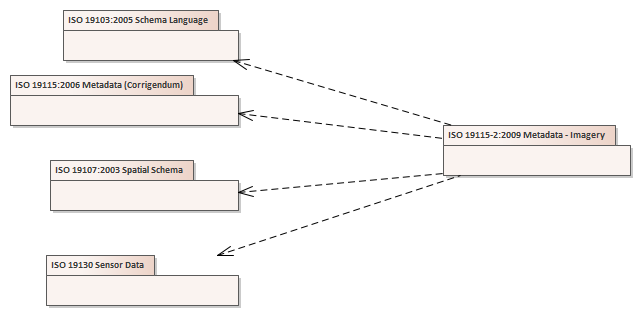 ISO 19103:2005 Schema Language
ISO 19115:2006 Metadata (Corrigendum)
ISO 19115-2:2009 Metadata - Imagery
ISO 19107:2003 Spatial Schema
ISO 19130 Sensor Data